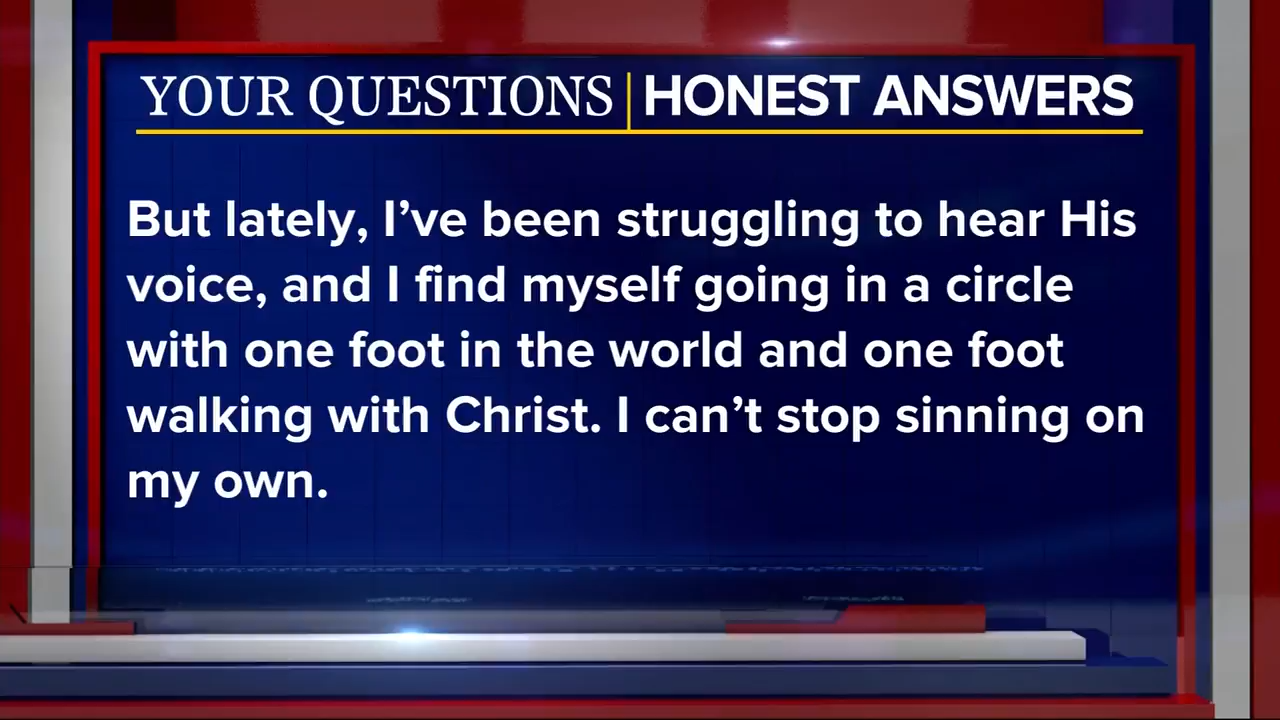 YOUR QUESTIONS | HONEST ANSWERS
But lately, I’ve been struggling to hear His
voice, and I find myself going in a circle
with one foot in the world and one foot
walking with Christ. I can’t stop sinning on
my own.